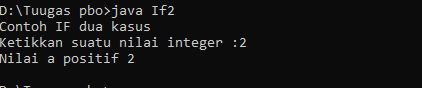 D:\Tuugas pbo>java If2
Contoh IF dua kasus
Ketikkan suatu nilai integer :2
Nilai a positif 2